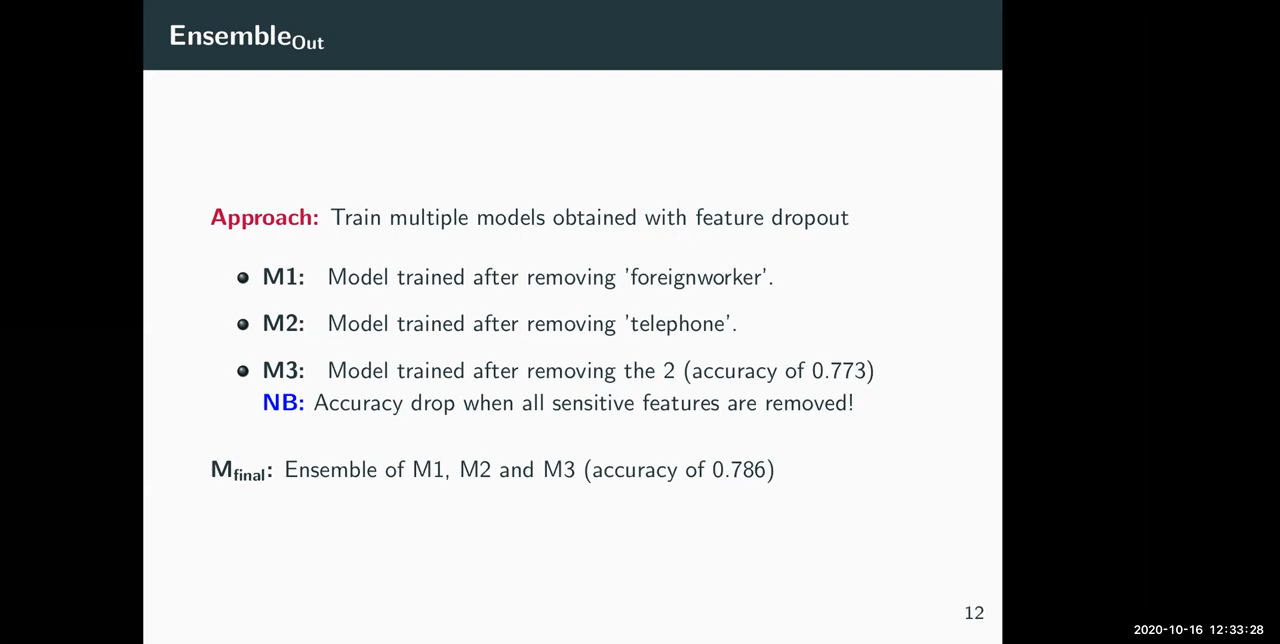 Ensemble Out
Approach: Train multiple models obtained with feature dropout
M1: Model trained after removing 'foreignworker'.
M2: Model trained after removing 'telephone'.
M3: Model trained after removing the 2 (accuracy of 0.773)
NB: Accuracy drop when all sensitive features are removed!
Mfinal: Ensemble of M1, M2 and M3 (accuracy of 0.786)
12
2020-10-16 12:33:28